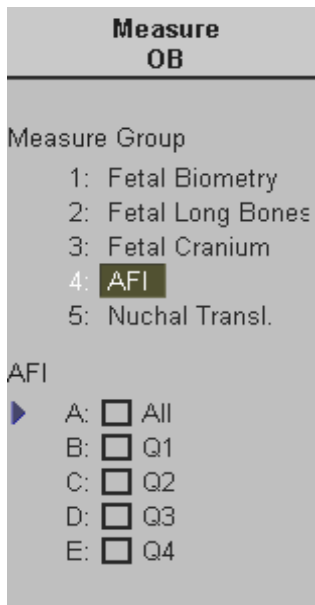 Measure
OB
Measure Group
1: Fetal Biometry
2: Fetal Long Bones
3: Fetal Cranium
4: AFI
5: Nuchal Transl.
AFI
A: All
B: Q1
C: Q2
D: Q3
E: Q4